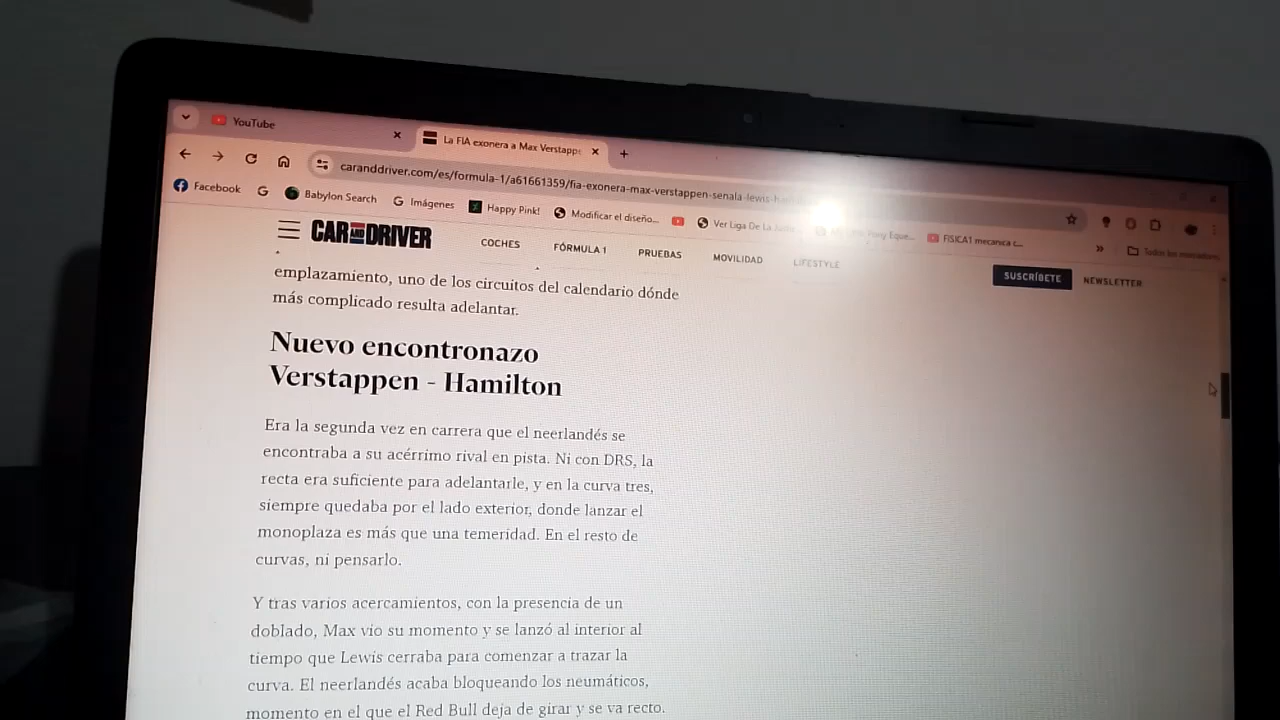 YouTube
La FIA exonera a Max Verstappe
caranddriver.com/es/formula-1/a61661359/fia-exonera-max-verstappen-senala-lewis-h
Facebook
Babylon Search
Imágenes
Happy Pink!
Modificar el diseño...
Ver Liga De La Justi
FISICA1 mecanica c...
Todos los marcadores
CAR AND DRIVER
COCHES
FÓRMULA 1
PRUEBAS
MOVILIDAD
LIFESTYLE
SUSCRÍBETE
NEWSLETTER
emplazamiento, uno de los circuitos del calendario dónde
más complicado resulta adelantar.
Nuevo encontronazo
Verstappen - Hamilton
Era la segunda vez en carrera que el neerlandés se
encontraba a su acérrimo rival en pista. Ni con DRS, la
recta era suficiente para adelantarle, y en la curva tres,
siempre quedaba por el lado exterior, donde lanzar el
monoplaza es más que una temeridad. En el resto de
curvas, ni pensarlo.
Y tras varios acercamientos, con la presencia de un
doblado, Max vio su momento y se lanzó al interior al
tiempo que Lewis cerraba para comenzar a trazar la
curva. El neerlandés acaba bloqueando los neumáticos,
momento en el que el Red Bull deja de girar y se va recto.